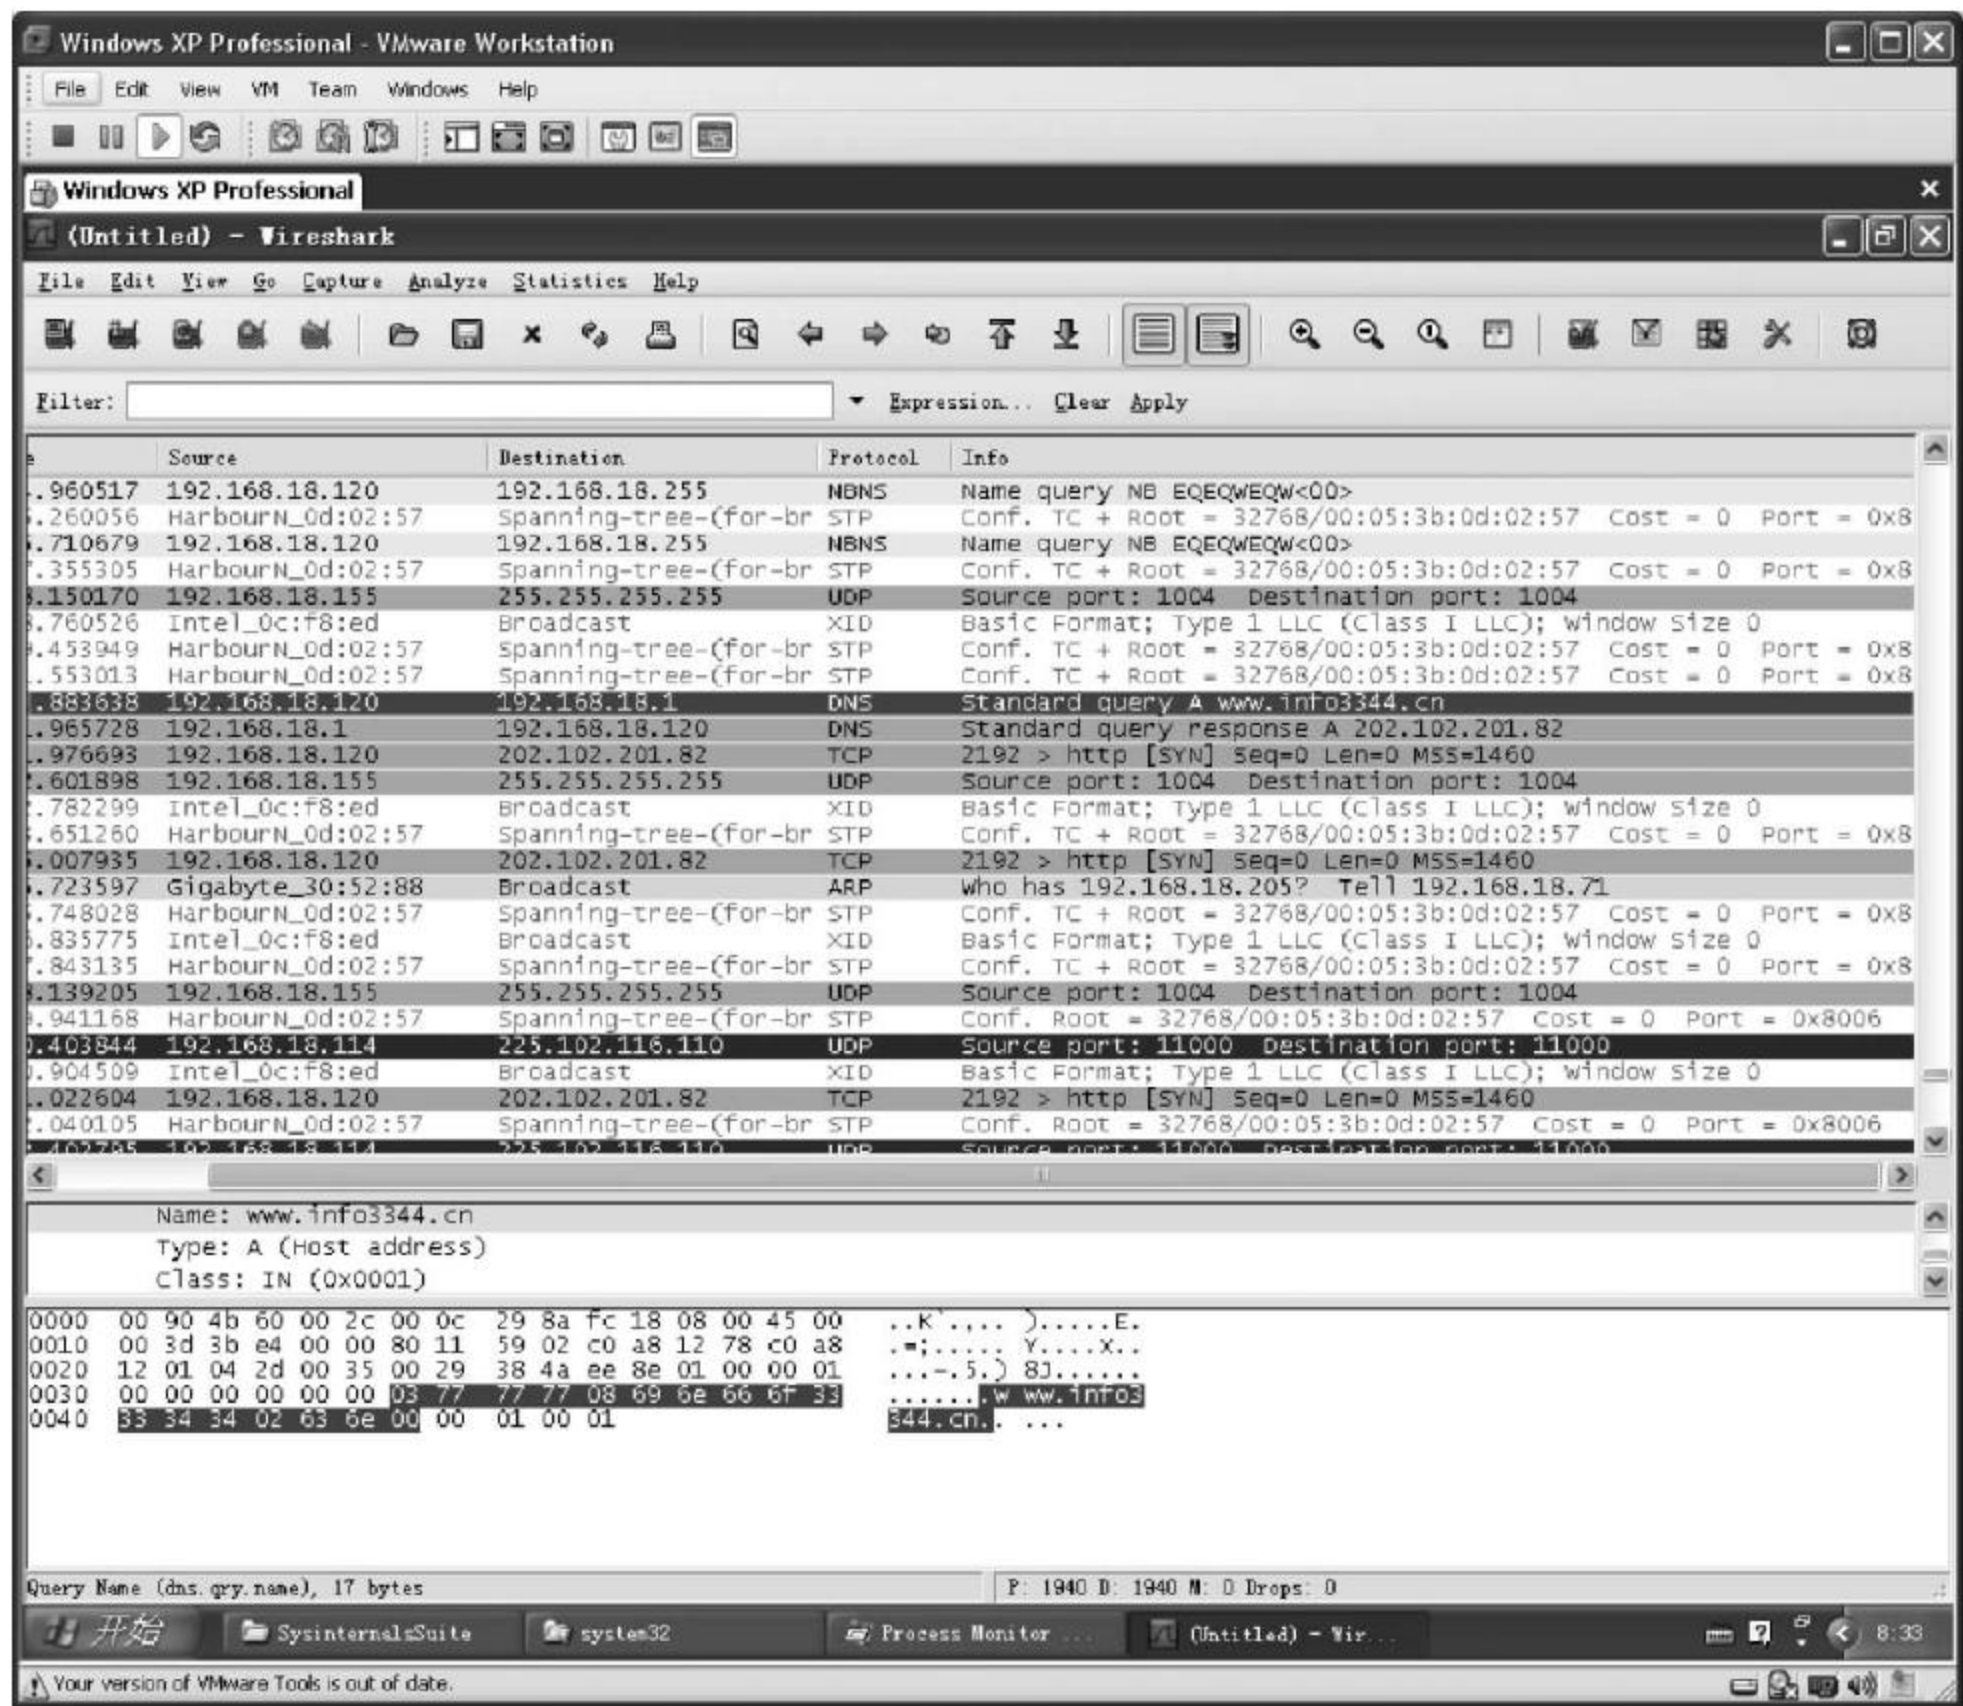 Windows XP Professional - VMware Workstation
File Edit View VM Team Windows Help
Windows XP Professional
(Untitled) - Wireshark
File Edit View Go Capture Analyze Statistics Help
Filter: Expression... Clear Apply
e Source Destination Protocol Info
.960517 192.168.18.120 192.168.18.255 NBNS Name query NB EQEQWEQW<00>
.260056 HarbourN_0d:02:57 Spanning-tree-(for-br STP Conf. TC + Root = 32768/00:05:3b:0d:02:57 Cost = 0 Port = 0x8
.710679 192.168.18.120 192.168.18.255 NBNS Name query NB EQEQWEQW<00>
.355305 HarbourN_0d:02:57 Spanning-tree-(for-br STP Conf. TC + Root = 32768/00:05:3b:0d:02:57 Cost = 0 Port = 0x8
.150170 192.168.18.155 255.255.255.255 UDP Source port: 1004 Destination port: 1004
.760526 Intel_0c:f8:ed Broadcast XID Basic Format; Type 1 LLC (Class I LLC); Window Size 0
.453949 HarbourN_0d:02:57 Spanning-tree-(for-br STP Conf. TC + Root = 32768/00:05:3b:0d:02:57 Cost = 0 Port = 0x8
.553013 HarbourN_0d:02:57 Spanning-tree-(for-br STP Conf. TC + Root = 32768/00:05:3b:0d:02:57 Cost = 0 Port = 0x8
.883638 192.168.18.120 192.168.18.1 DNS Standard query A www.info3344.cn
.965728 192.168.18.1 192.168.18.120 DNS Standard query response A 202.102.201.82
.976693 192.168.18.120 202.102.201.82 TCP 2192 > http [SYN] Seq=0 Len=0 MSS=1460
.601898 192.168.18.155 255.255.255.255 UDP Source port: 1004 Destination port: 1004
.782299 Intel_0c:f8:ed Broadcast XID Basic Format; Type 1 LLC (Class I LLC); Window Size 0
.651260 HarbourN_0d:02:57 Spanning-tree-(for-br STP Conf. TC + Root = 32768/00:05:3b:0d:02:57 Cost = 0 Port = 0x8
.007935 192.168.18.120 202.102.201.82 TCP 2192 > http [SYN] Seq=0 Len=0 MSS=1460
.723597 Gigabyte_30:52:88 Broadcast ARP Who has 192.168.18.205? Tell 192.168.18.71
.748028 HarbourN_0d:02:57 Spanning-tree-(for-br STP Conf. TC + Root = 32768/00:05:3b:0d:02:57 Cost = 0 Port = 0x8
.835775 Intel_0c:f8:ed Broadcast XID Basic Format; Type 1 LLC (Class I LLC); Window Size 0
.843135 HarbourN_0d:02:57 Spanning-tree-(for-br STP Conf. TC + Root = 32768/00:05:3b:0d:02:57 Cost = 0 Port = 0x8
.139205 192.168.18.155 255.255.255.255 UDP Source port: 1004 Destination port: 1004
.941168 HarbourN_0d:02:57 Spanning-tree-(for-br STP Conf. Root = 32768/00:05:3b:0d:02:57 Cost = 0 Port = 0x8006
.403844 192.168.18.114 225.102.116.110 UDP Source port: 11000 Destination port: 11000
.904509 Intel_0c:f8:ed Broadcast XID Basic Format; Type 1 LLC (Class I LLC); Window Size 0
.022604 192.168.18.120 202.102.201.82 TCP 2192 > http [SYN] Seq=0 Len=0 MSS=1460
.040105 HarbourN_0d:02:57 Spanning-tree-(for-br STP Conf. Root = 32768/00:05:3b:0d:02:57 Cost = 0 Port = 0x8006
.402795 192.168.18.114 225.102.116.110 UDP Source port: 11000 Destination port: 11000
Name: www.info3344.cn
Type: A (Host address)
Class: IN (0x0001)
0000 00 90 4b 60 00 2c 00 0c 29 8a fc 18 08 00 45 00 ..K`.,.. ).....E.
0010 00 3d 3b e4 00 00 80 11 59 02 c0 a8 12 78 c0 a8 .=;..... Y....x..
0020 12 01 04 2d 00 35 00 29 38 4a ee 8e 01 00 00 01 ...-.5.) 8J......
0030 00 00 00 00 00 00 03 77 77 77 08 69 6e 66 6f 33 .......w ww.info3
0040 33 34 34 02 63 6e 00 00 01 00 01 344.cn.. ...
Query Name (dns.qry.name), 17 bytes P: 1940 D: 1940 M: 0 Drops: 0
开始 SysinternalsSuite system32 Process Monitor ... (Untitled) - Wir... 8:33
Your version of VMware Tools is out of date.